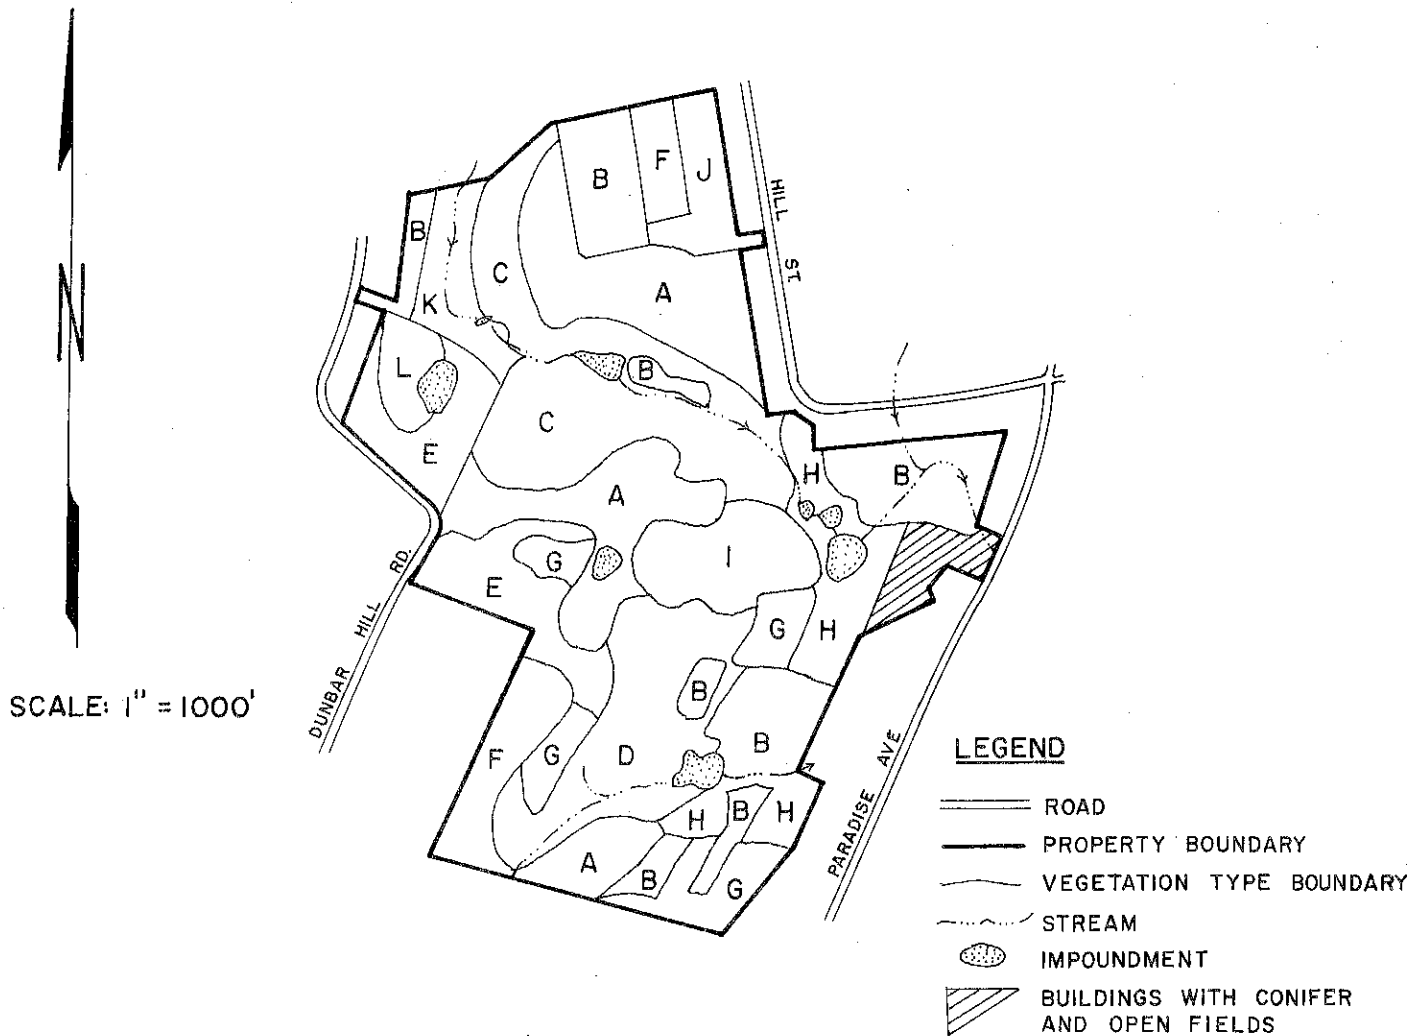 N
SCALE: 1" = 1000'
HILL ST.
B
F
J
B
C
A
K
L
B
C
E
H
B
A
I
G
E
G
H
DUNBAR HILL RD.
B
F
G
D
B
H
B
H
A
B
G
PARADISE AVE
LEGEND
ROAD
PROPERTY BOUNDARY
VEGETATION TYPE BOUNDARY
STREAM
IMPOUNDMENT
BUILDINGS WITH CONIFER
AND OPEN FIELDS